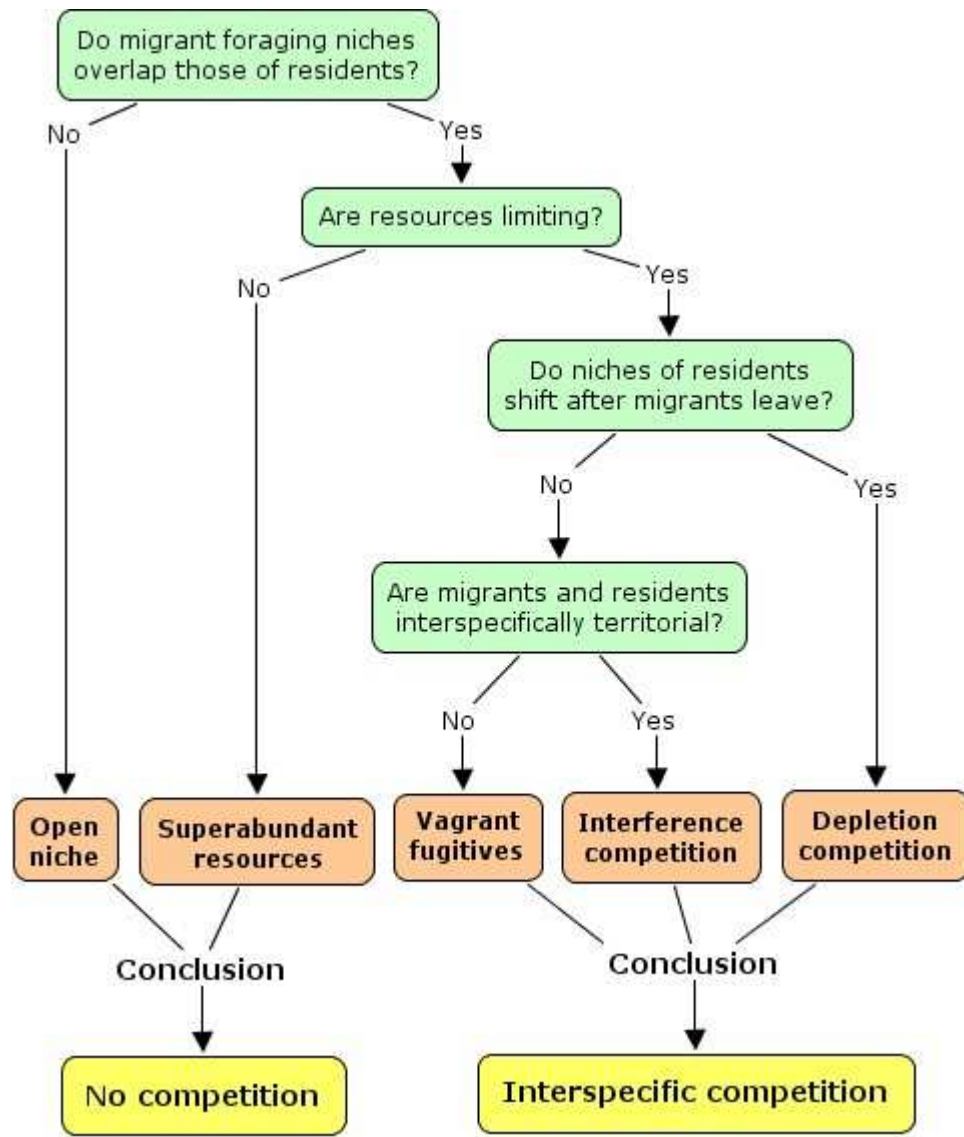 Do migrant foraging niches
overlap those of residents?
No
Yes
Are resources limiting?
No
Yes
Do niches of residents
shift after migrants leave?
No
Yes
Are migrants and residents
interspecifically territorial?
No
Yes
Open
niche
Superabundant
resources
Vagrant
fugitives
Interference
competition
Depletion
competition
Conclusion
Conclusion
No competition
Interspecific competition